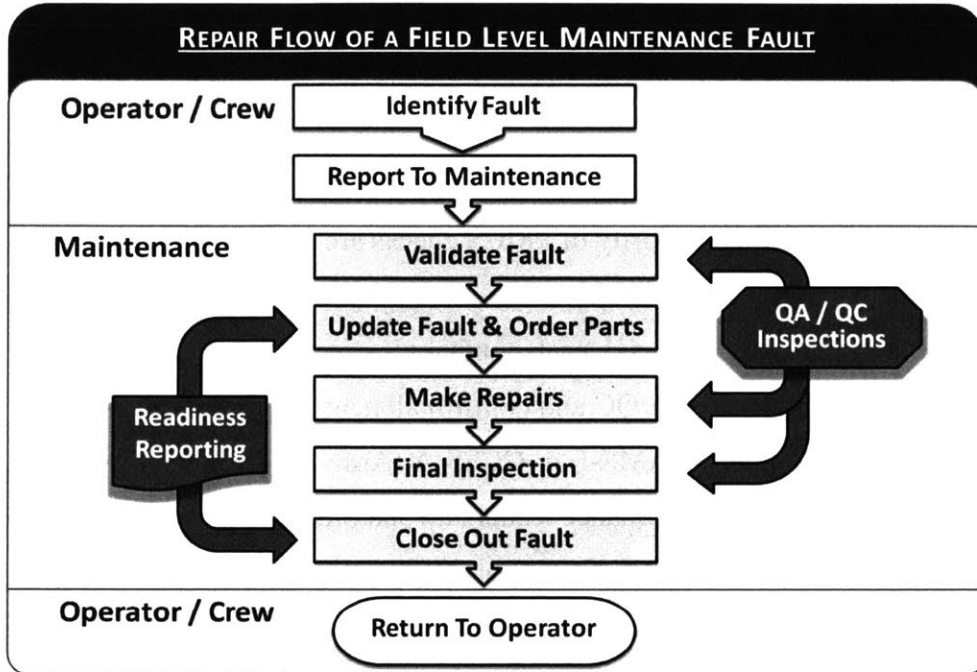 REPAIR FLOW OF A FIELD LEVEL MAINTENANCE FAULT
Operator / Crew
Identify Fault
Report To Maintenance
Maintenance
Validate Fault
Update Fault & Order Parts
QA / QC
Inspections
Make Repairs
Readiness
Reporting
Final Inspection
Close Out Fault
Operator / Crew
Return To Operator